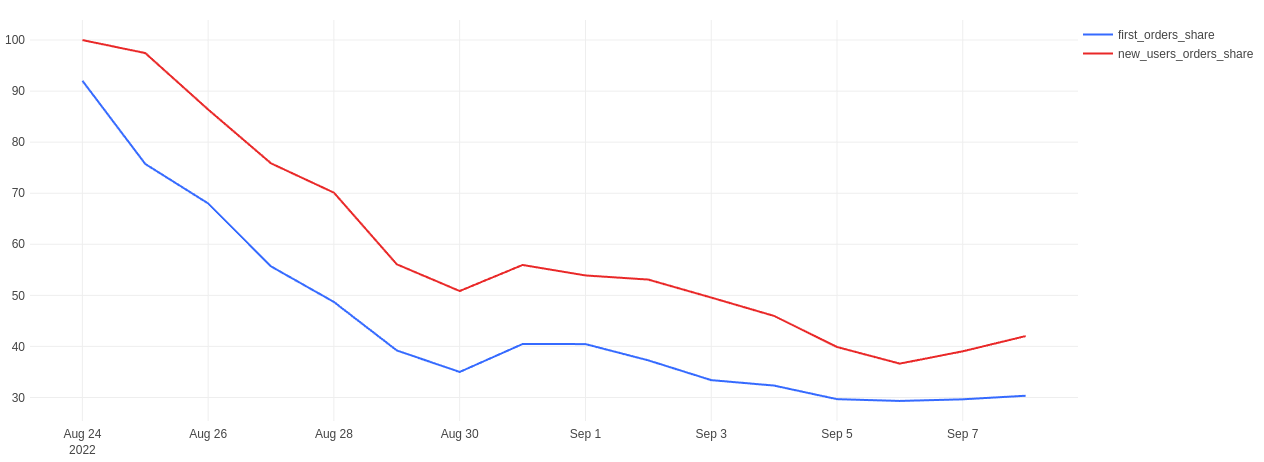 first_orders_share
new_users_orders_share
100
90
80
70
60
50
40
30
Aug 24
2022
Aug 26
Aug 28
Aug 30
Sep 1
Sep 3
Sep 5
Sep 7